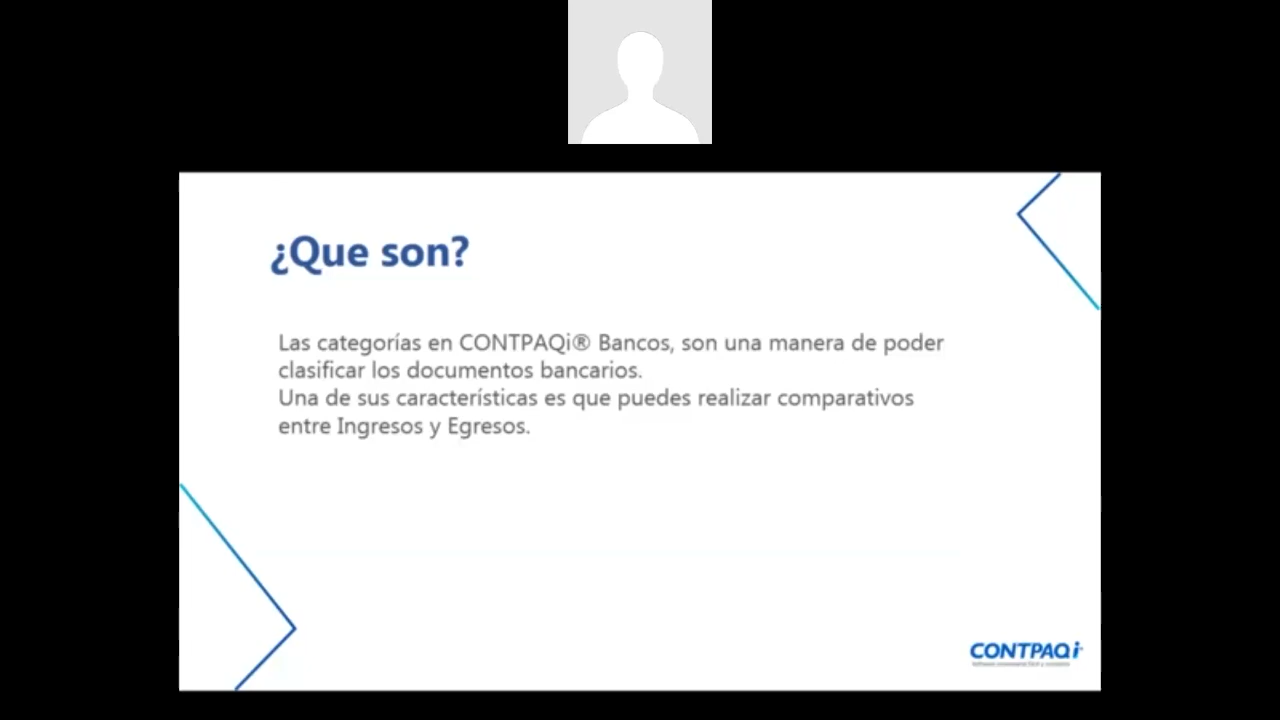 ¿Que son?
Las categorías en CONTPAQi® Bancos, son una manera de poder
clasificar los documentos bancarios.
Una de sus características es que puedes realizar comparativos
entre Ingresos y Egresos.
CONTPAQi